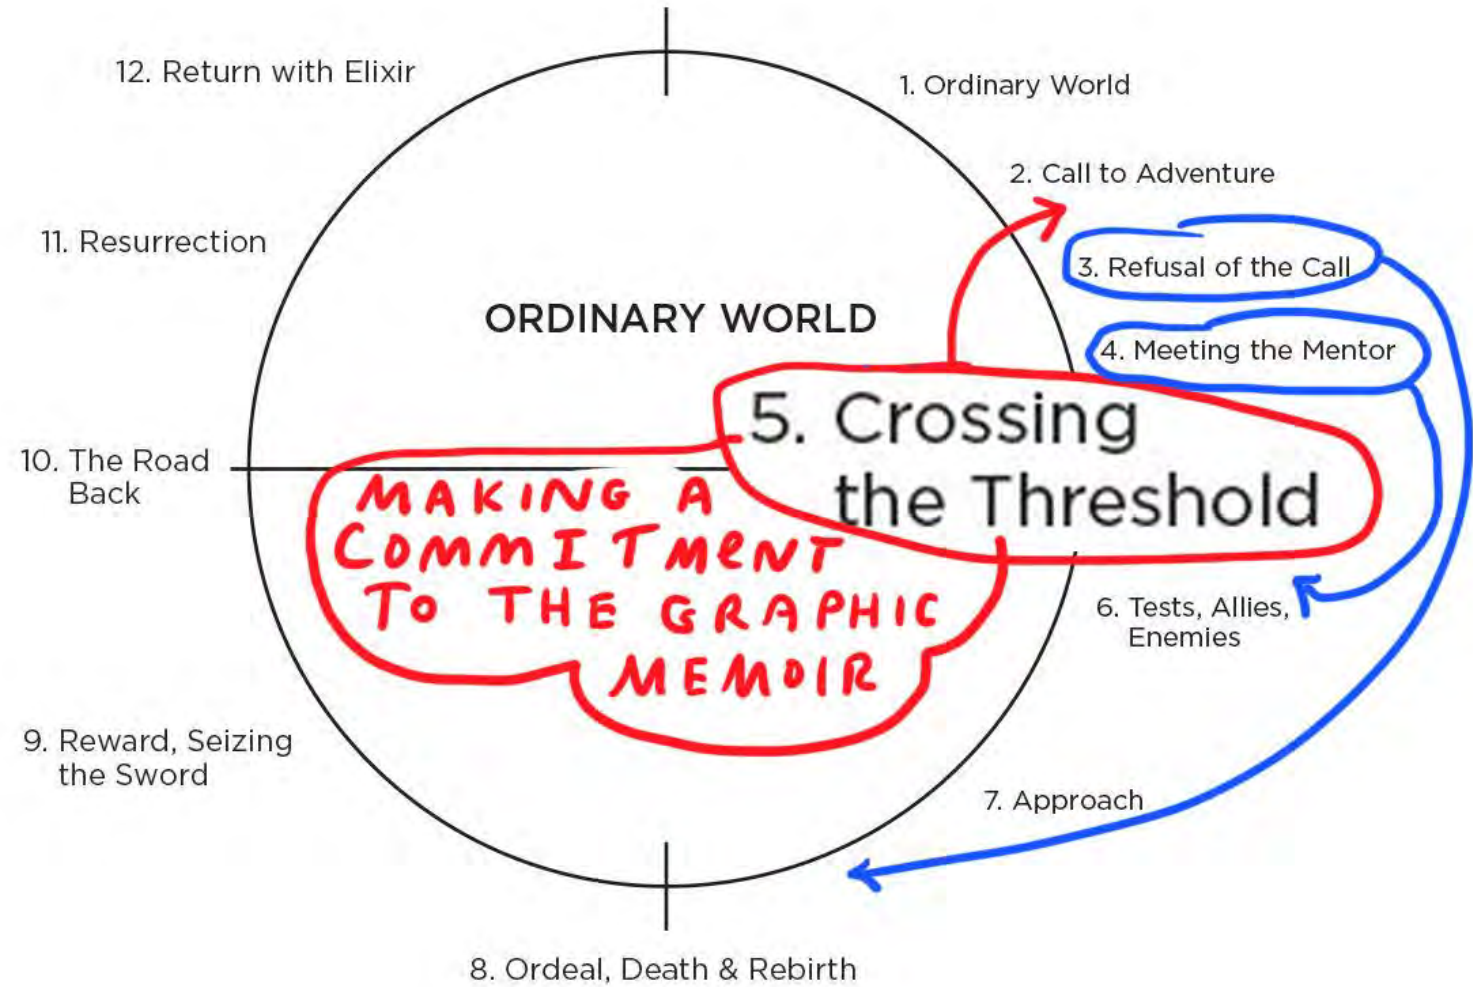 12. Return with Elixir
1. Ordinary World
2. Call to Adventure
11. Resurrection
3. Refusal of the Call
ORDINARY WORLD
4. Meeting the Mentor
5. Crossing
the Threshold
10. The Road
Back
MAKING A
COMMITMeNT
TO THE GRAPHIC
MEMOIR
6. Tests, Allies,
Enemies
9. Reward, Seizing
the Sword
7. Approach
8. Ordeal, Death & Rebirth